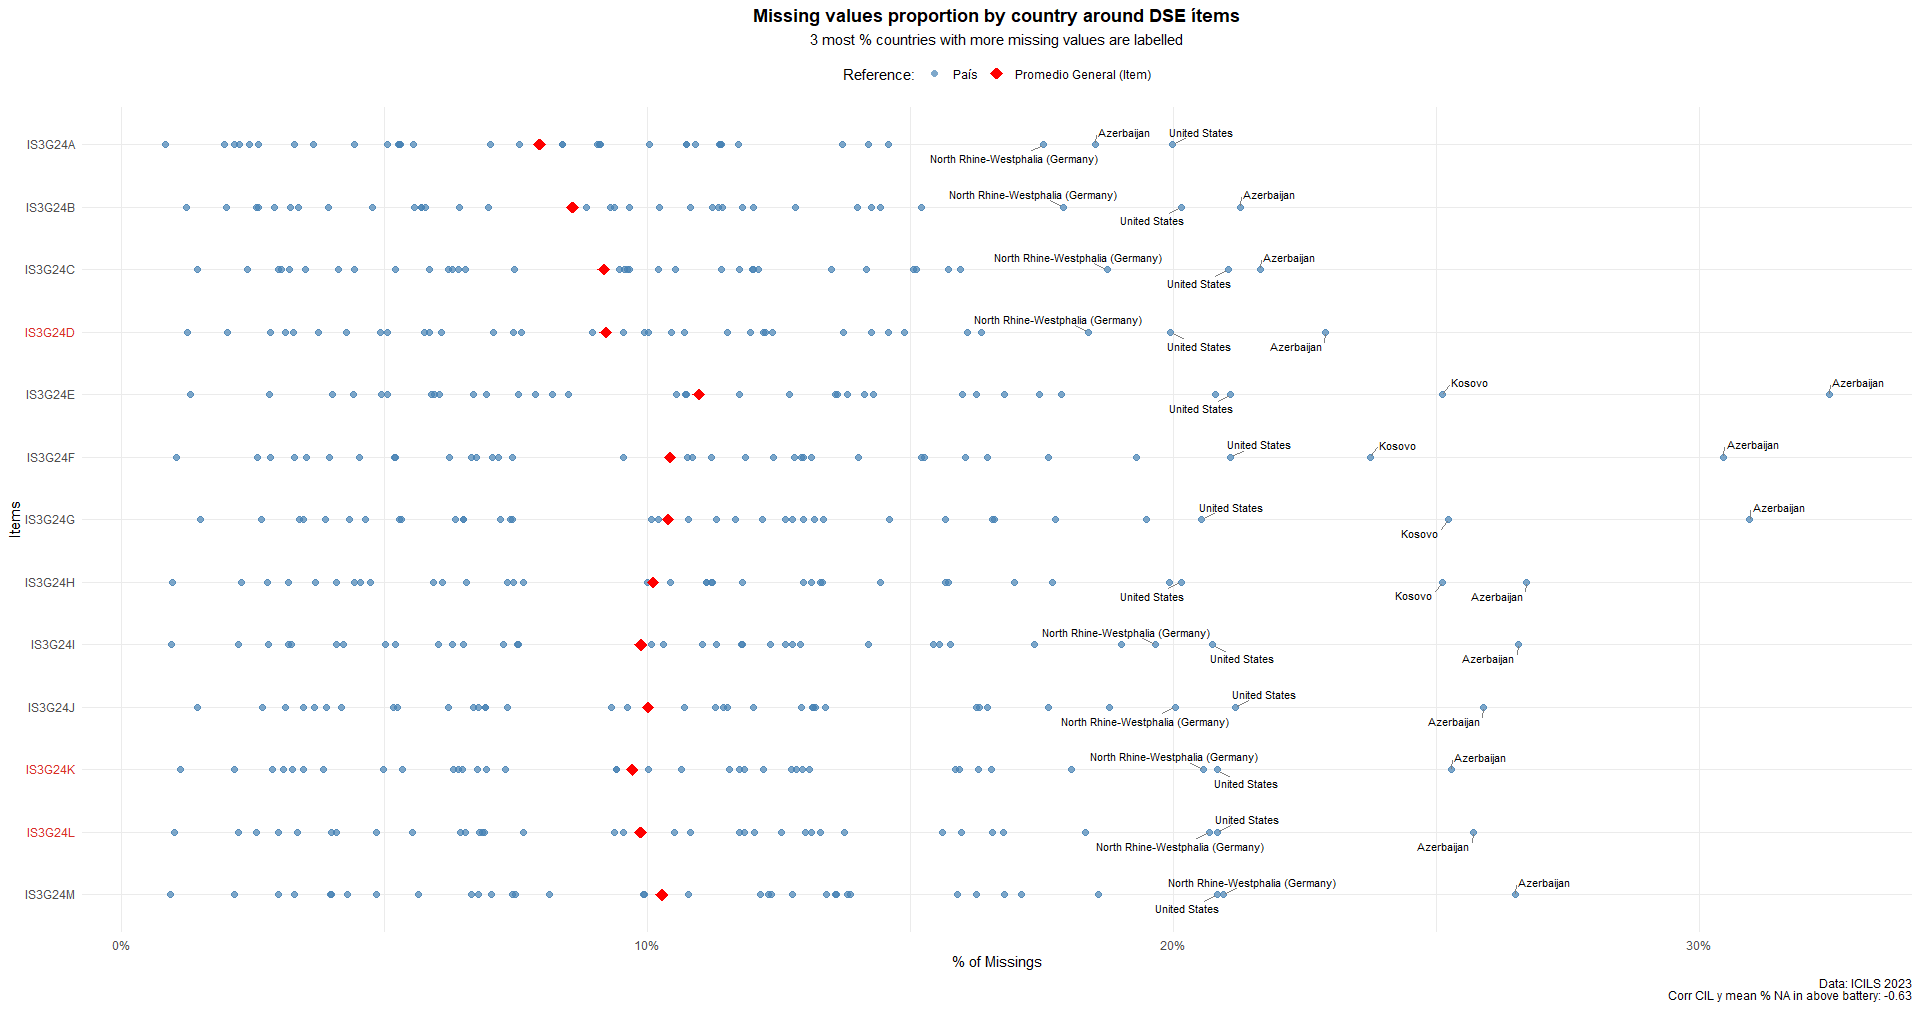 Missing values proportion by country around DSE ítems
3 most % countries with more missing values are labelled
Reference: País Promedio General (Item)
IS3G24A
Azerbaijan
United States
North Rhine-Westphalia (Germany)
IS3G24B
North Rhine-Westphalia (Germany)
Azerbaijan
United States
IS3G24C
North Rhine-Westphalia (Germany)
Azerbaijan
United States
IS3G24D
North Rhine-Westphalia (Germany)
United States
Azerbaijan
IS3G24E
Kosovo
Azerbaijan
United States
IS3G24F
United States
Kosovo
Azerbaijan
IS3G24G
United States
Azerbaijan
Kosovo
IS3G24H
United States
Kosovo
Azerbaijan
IS3G24I
North Rhine-Westphalia (Germany)
United States
Azerbaijan
IS3G24J
United States
North Rhine-Westphalia (Germany)
Azerbaijan
IS3G24K
North Rhine-Westphalia (Germany)
Azerbaijan
United States
IS3G24L
United States
North Rhine-Westphalia (Germany)
Azerbaijan
IS3G24M
North Rhine-Westphalia (Germany)
Azerbaijan
United States
Items
0% 10% 20% 30%
% of Missings
Data: ICILS 2023
Corr CIL y mean % NA in above battery: -0.63